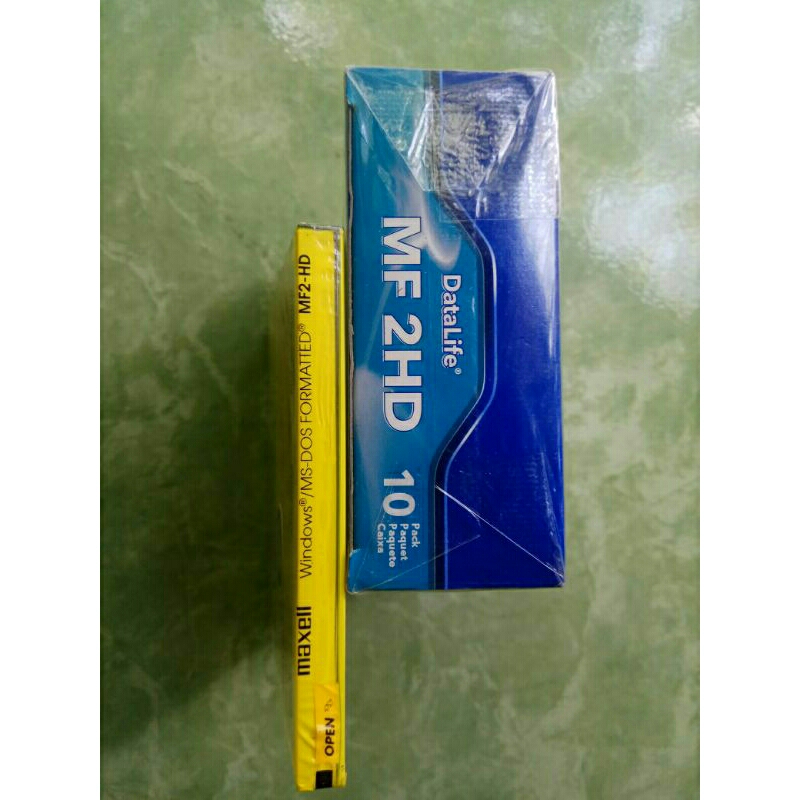 maxell Windows®/MS-DOS FORMATTED® MF2-HD
OPEN
DataLife®
MF 2HD 10
Pack
Paquet
Paquete
Caixa